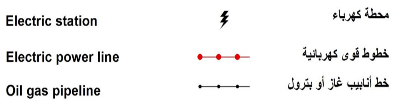 Electric station محطة كهرباء
Electric power line خطوط قوى كهربائية
Oil gas pipeline خط أنابيب غاز أو بترول